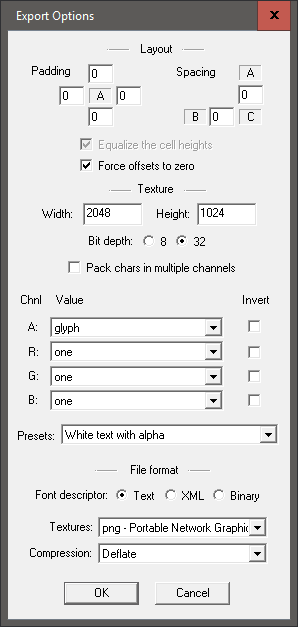 Export Options x
Layout
Padding 0 Spacing A
0 A 0 0
0 B 0 C
Equalize the cell heights
Force offsets to zero
Texture
Width: 2048 Height: 1024
Bit depth: 8 32
Pack chars in multiple channels
Chnl Value Invert
A: glyph
R: one
G: one
B: one
Presets: White text with alpha
File format
Font descriptor: Text XML Binary
Textures: png - Portable Network Graphic
Compression: Deflate
OK Cancel